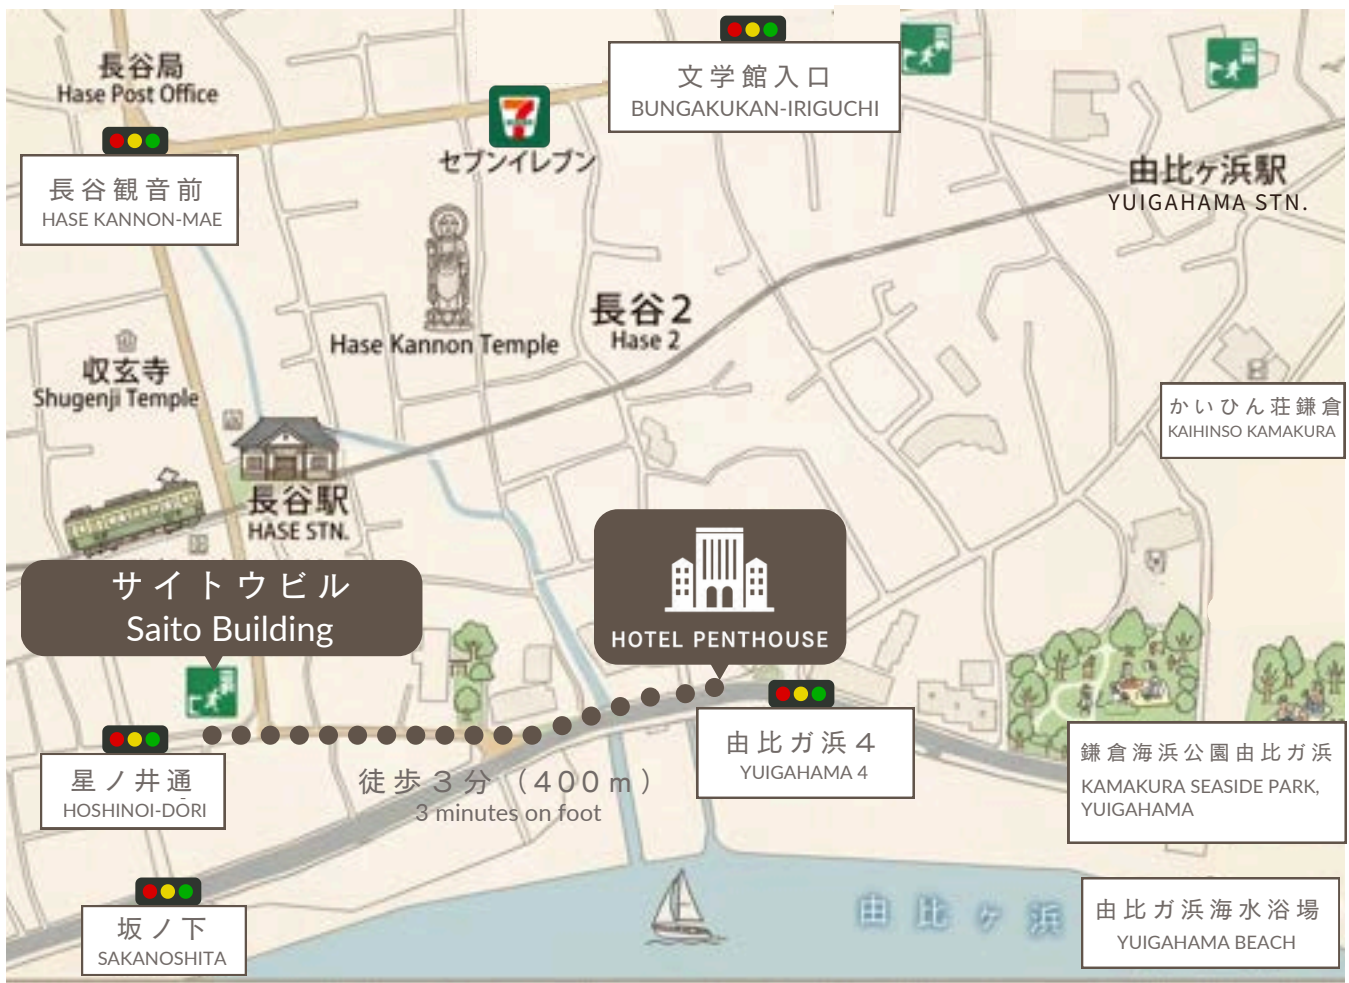 長谷局
Hase Post Office
文学館入口
BUNGAKUKAN-IRIGUCHI
7
セブンイレブン
長谷観音前
HASE KANNON-MAE
由比ヶ浜駅
YUIGAHAMA STN.
長谷2
Hase 2
Hase Kannon Temple
収玄寺
Shugenji Temple
かいひん荘鎌倉
KAIHINSO KAMAKURA
長谷駅
HASE STN.
サイトウビル
Saito Building
HOTEL PENTHOUSE
星ノ井通
HOSHINOI-DŌRI
徒歩3分（400m）
3 minutes on foot
由比ガ浜4
YUIGAHAMA 4
鎌倉海浜公園由比ガ浜
KAMAKURA SEASIDE PARK,
YUIGAHAMA
坂ノ下
SAKANOSHITA
由比ヶ浜
由比ガ浜海水浴場
YUIGAHAMA BEACH